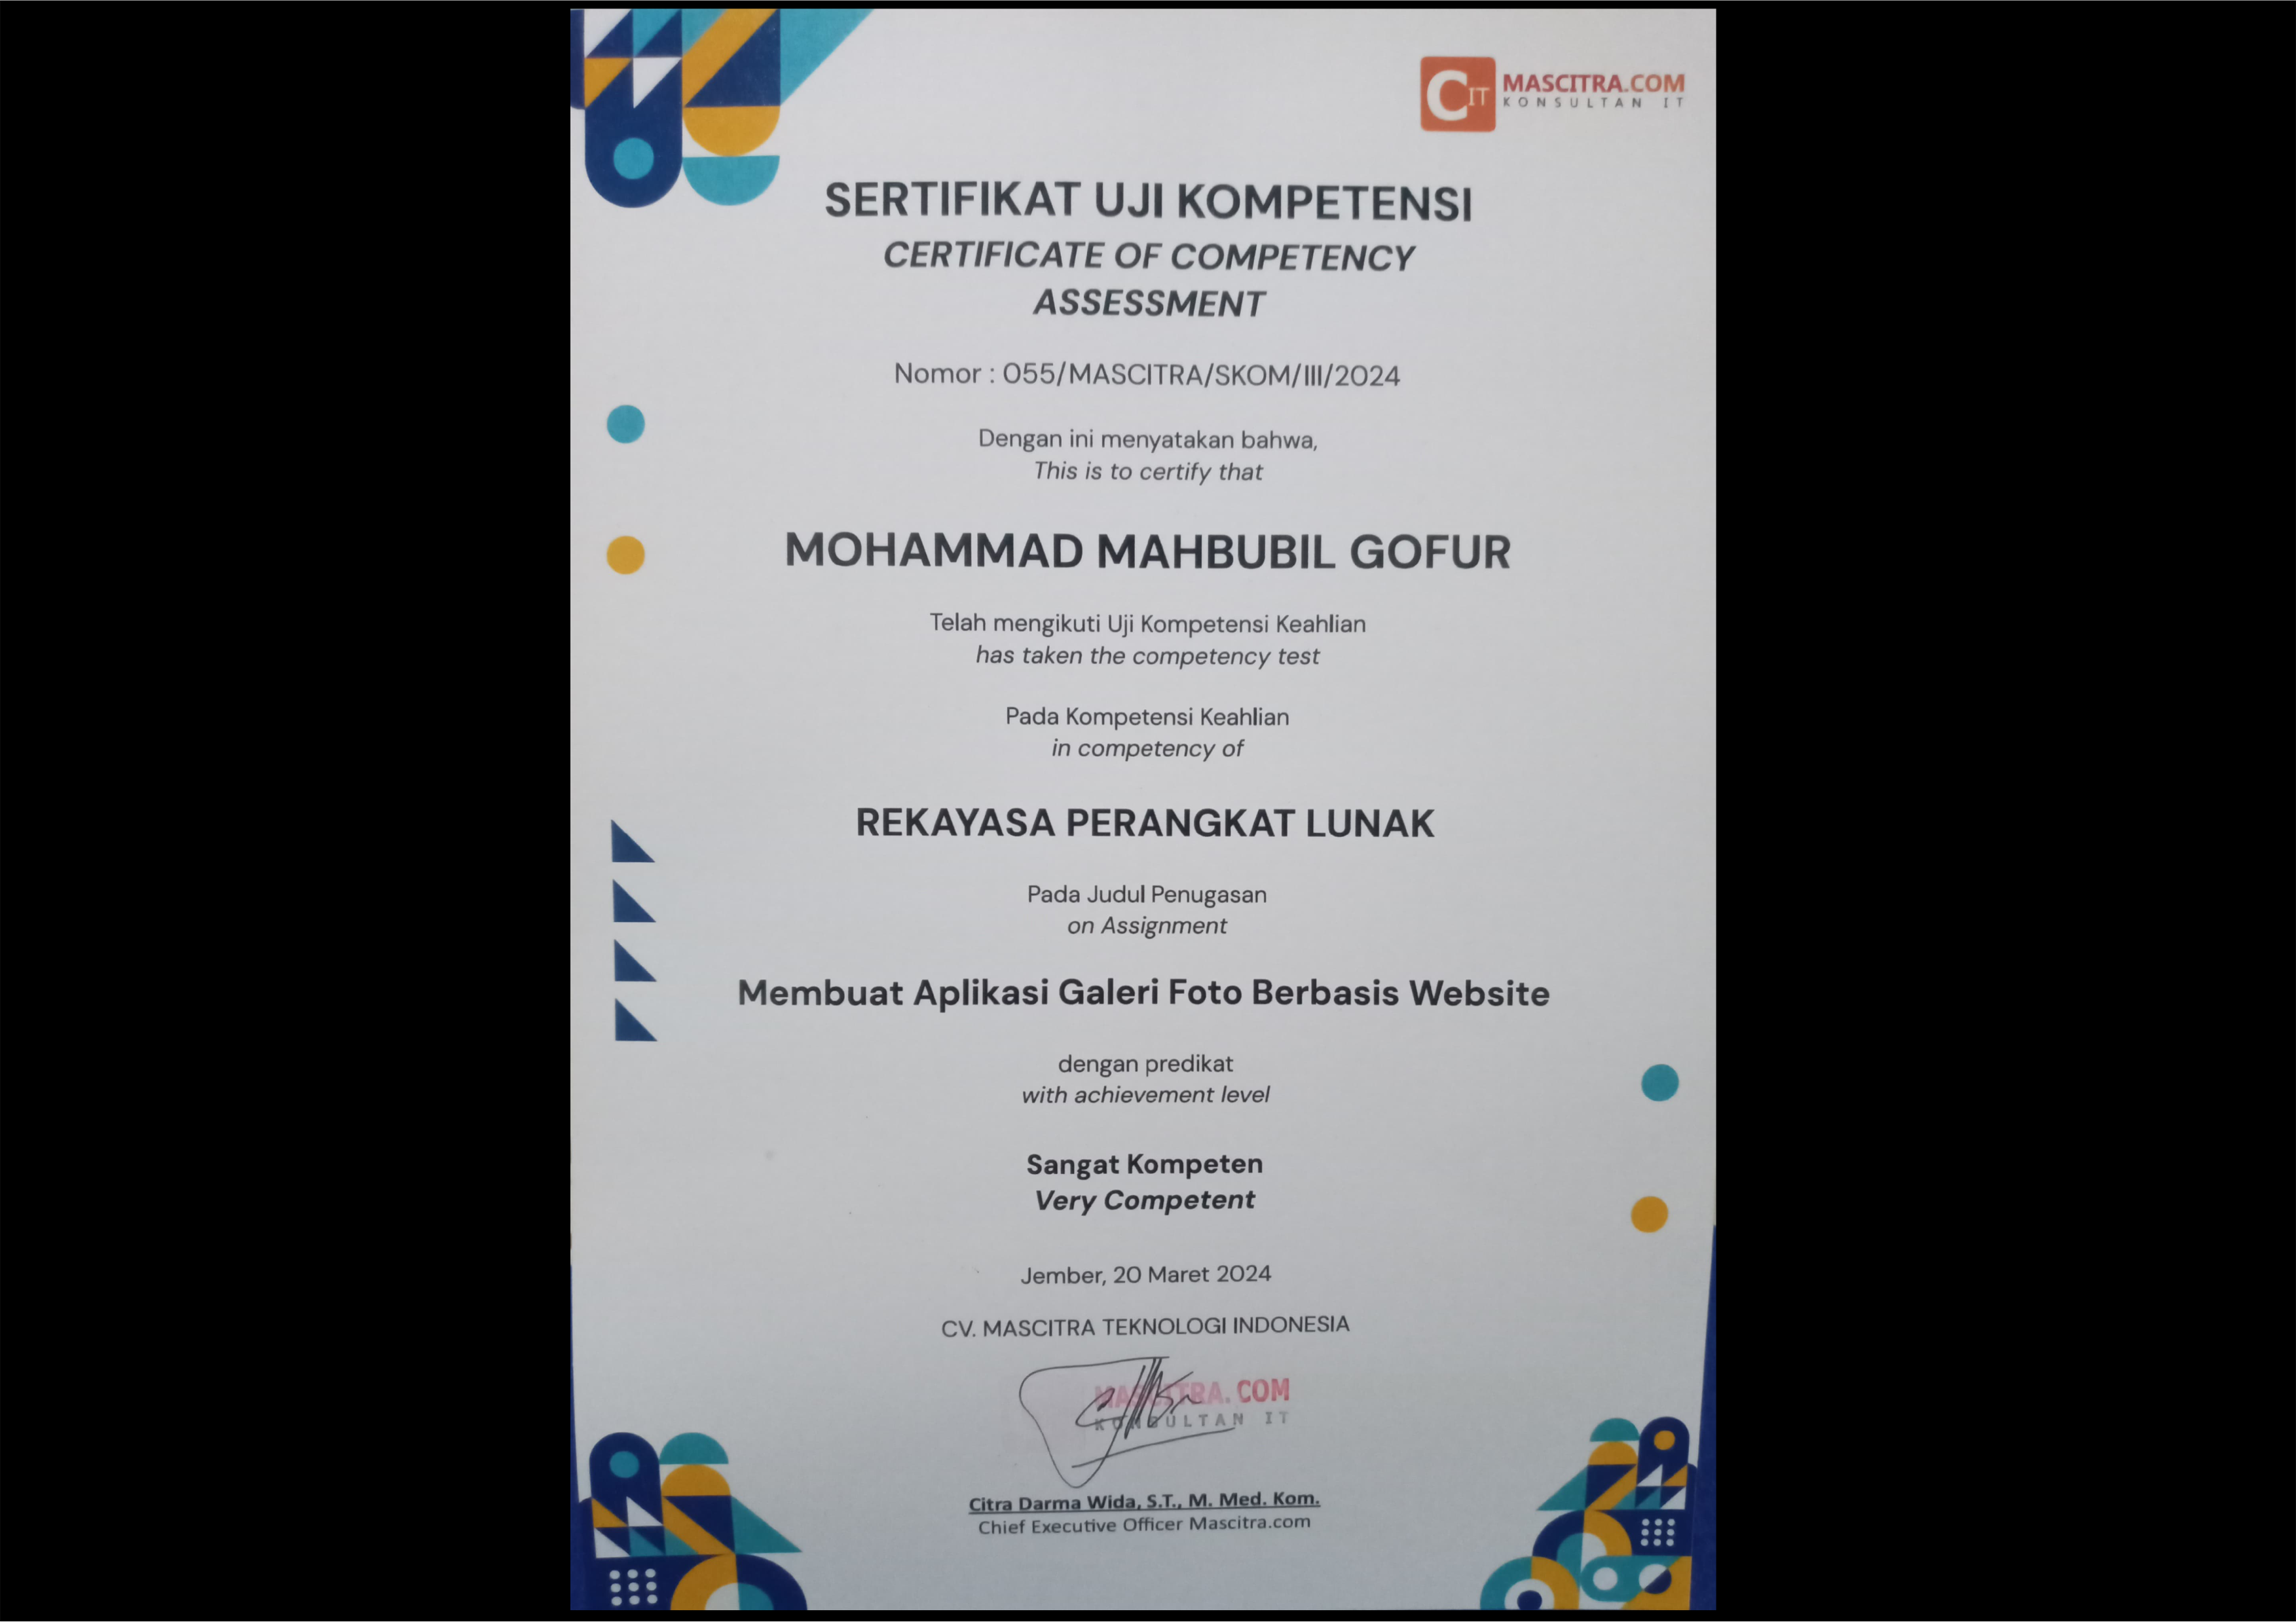 CIT MASCITRA.COM
KONSULTAN IT
SERTIFIKAT UJI KOMPETENSI
CERTIFICATE OF COMPETENCY
ASSESSMENT
Nomor : 055/MASCITRA/SKOM/III/2024
Dengan ini menyatakan bahwa,
This is to certify that
MOHAMMAD MAHBUBIL GOFUR
Telah mengikuti Uji Kompetensi Keahlian
has taken the competency test
Pada Kompetensi Keahlian
in competency of
REKAYASA PERANGKAT LUNAK
Pada Judul Penugasan
on Assignment
Membuat Aplikasi Galeri Foto Berbasis Website
dengan predikat
with achievement level
Sangat Kompeten
Very Competent
Jember, 20 Maret 2024
CV. MASCITRA TEKNOLOGI INDONESIA
MASCITRA.COM
KONSULTAN IT
Citra Darma Wida, S.T., M. Med. Kom.
Chief Executive Officer Mascitra.com